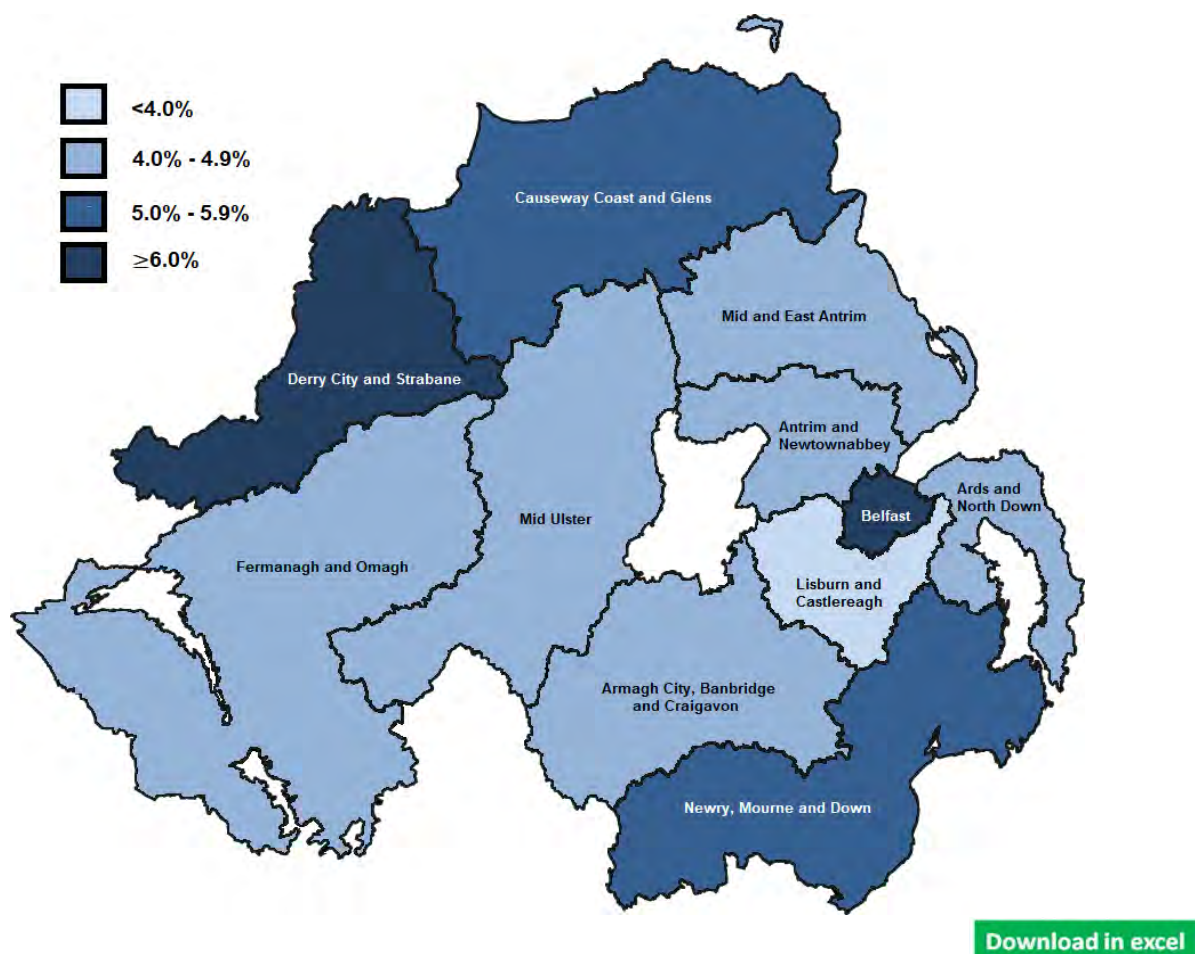 <4.0%
4.0% - 4.9%
5.0% - 5.9%
≥6.0%
Causeway Coast and Glens
Mid and East Antrim
Derry City and Strabane
Antrim and
Newtownabbey
Ards and
North Down
Belfast
Mid Ulster
Fermanagh and Omagh
Lisburn and
Castlereagh
Armagh City, Banbridge
and Craigavon
Newry, Mourne and Down
Download in excel